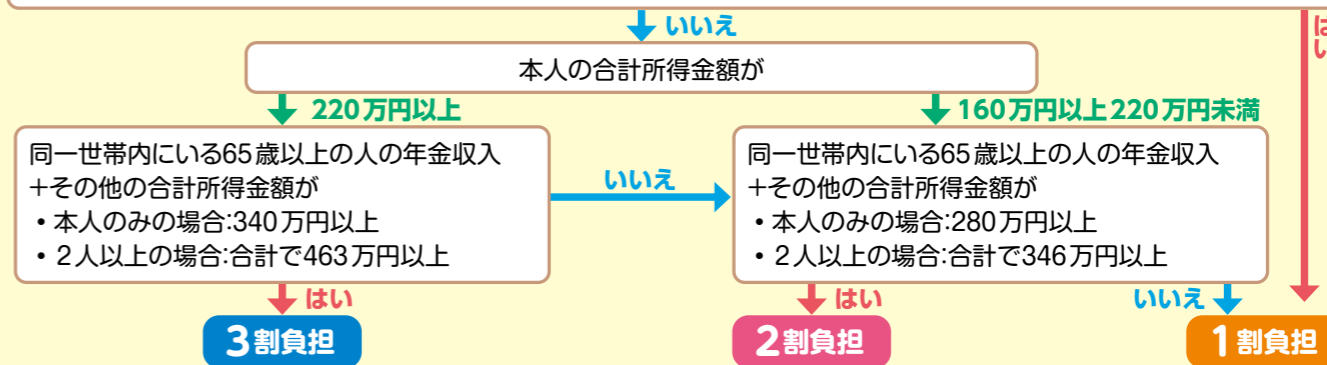 いいえ
はい
本人の合計所得金額が
220万円以上
160万円以上220万円未満
同一世帯内にいる65歳以上の人の年金収入
+その他の合計所得金額が
・本人のみの場合:340万円以上
・2人以上の場合:合計で463万円以上
いいえ
同一世帯内にいる65歳以上の人の年金収入
+その他の合計所得金額が
・本人のみの場合:280万円以上
・2人以上の場合:合計で346万円以上
はい
はい
いいえ
3割負担
2割負担
1割負担